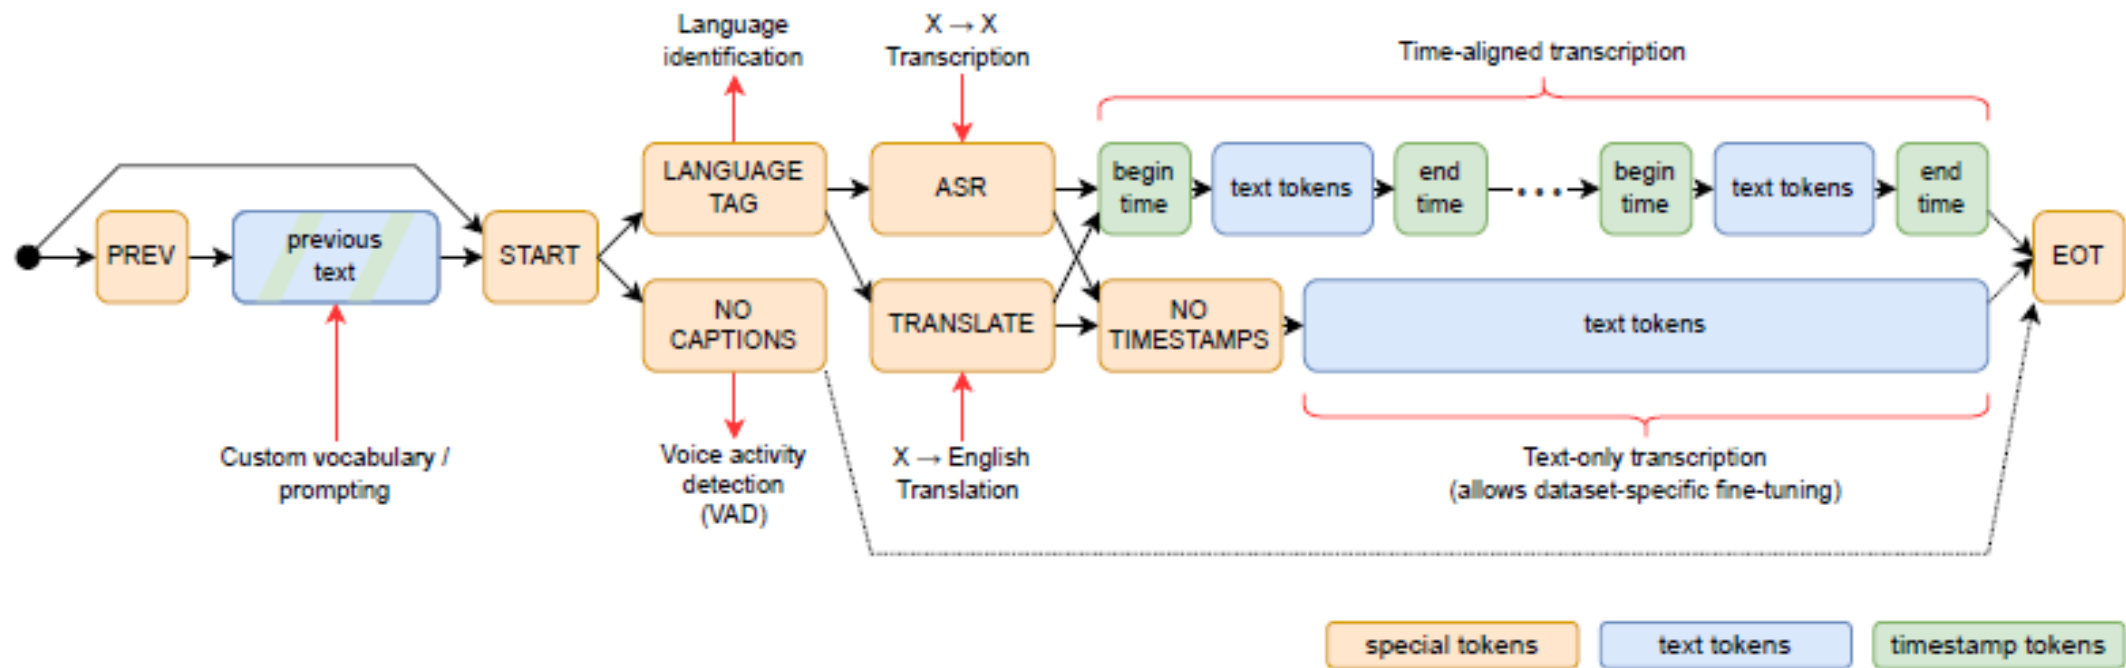 Language
identification
X → X
Transcription
Time-aligned transcription
LANGUAGE
TAG
ASR
begin
time
text tokens
end
time
...
begin
time
text tokens
end
time
PREV
previous
text
START
EOT
NO
CAPTIONS
TRANSLATE
NO
TIMESTAMPS
text tokens
Custom vocabulary /
prompting
Voice activity
detection
(VAD)
X → English
Translation
Text-only transcription
(allows dataset-specific fine-tuning)
special tokens
text tokens
timestamp tokens